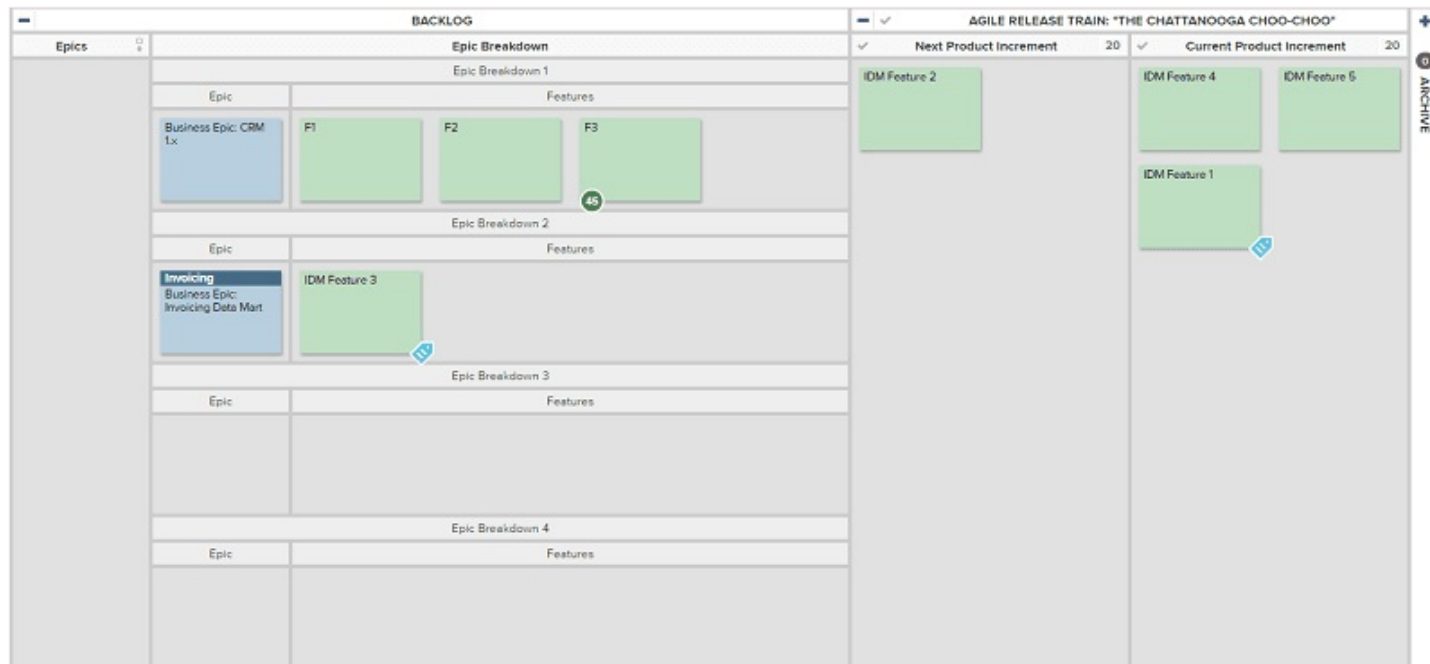 BACKLOG
AGILE RELEASE TRAIN: "THE CHATTANOOGA CHOO-CHOO"
Epics
Epic Breakdown
Next Product Increment 20
Current Product Increment 20
0 ARCHIVE
Epic Breakdown 1
Epic
Features
Business Epic: CRM
1.x
F1
F2
F3
45
IDM Feature 2
IDM Feature 4
IDM Feature 5
IDM Feature 1
Epic Breakdown 2
Epic
Features
Invoicing
Business Epic:
Invoicing Data Mart
IDM Feature 3
Epic Breakdown 3
Epic
Features
Epic Breakdown 4
Epic
Features